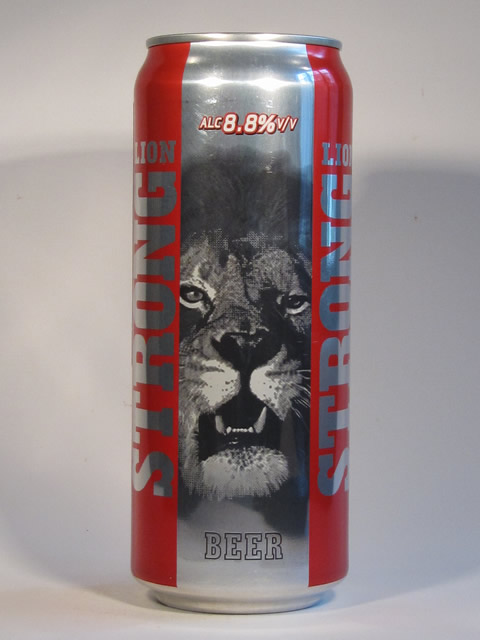 ALC 8.8% V/V
LION
STRONG
LION
STRONG
BEER